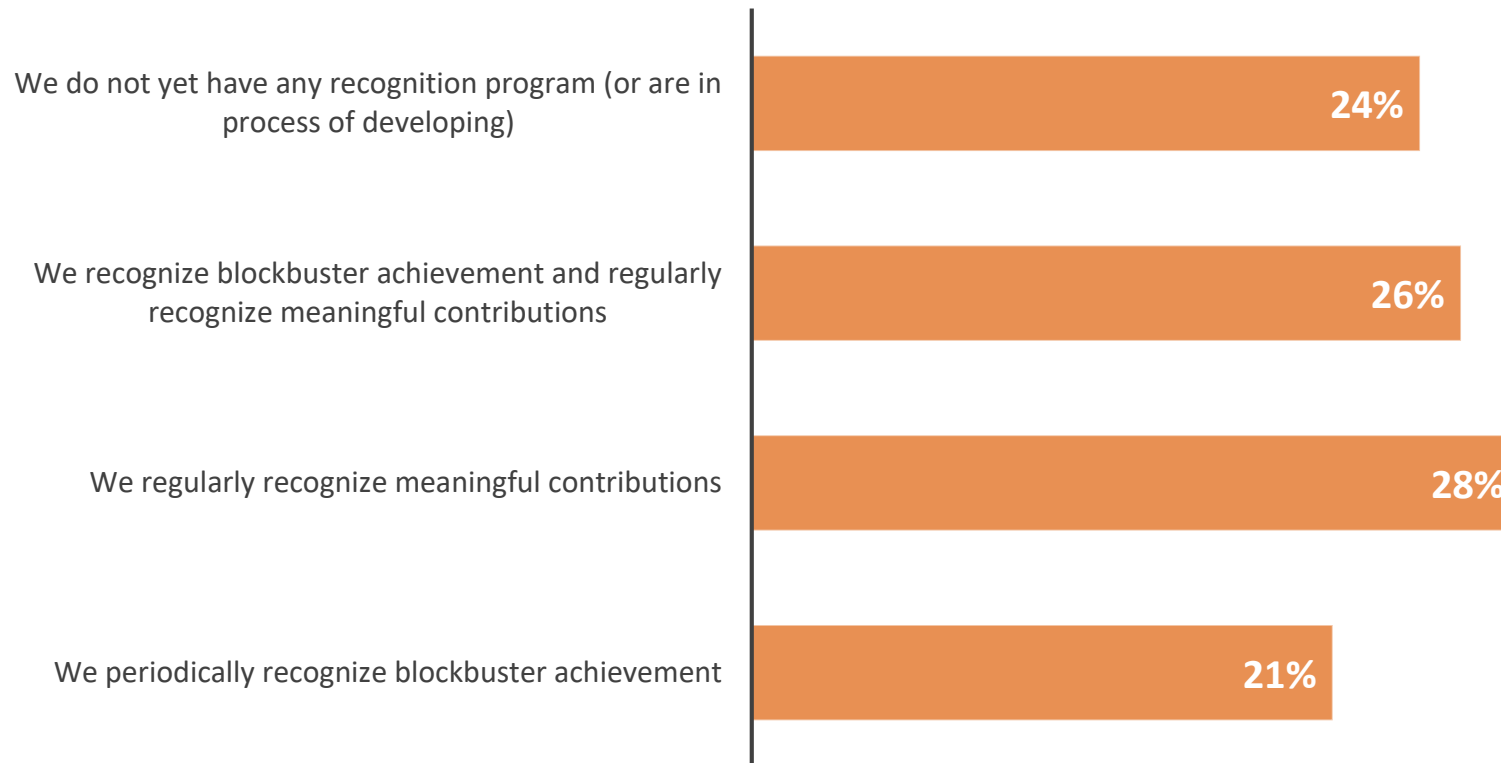 We do not yet have any recognition program (or are in
process of developing)
24%
We recognize blockbuster achievement and regularly
recognize meaningful contributions
26%
We regularly recognize meaningful contributions
28%
We periodically recognize blockbuster achievement
21%